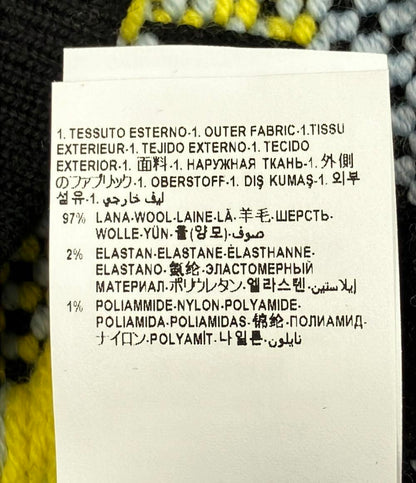 1. TESSUTO ESTERNO-1. OUTER FABRIC-1.TISSU
EXTERIEUR-1. TEJIDO EXTERNO-1. TECIDO
EXTERIOR-1. 面料-1. НАРУЖНАЯ ТКАНЬ-1. 外側
のファブリック-1. OBERSTOFF-1. DIŞ KUMAŞ-1. 외부
섬유-1. ليف خارجي
97% LANA-WOOL-LAINE-LÃ-羊毛-ШЕРСТЬ-
WOLLE-YÜN-울(양모)-صوف
2% ELASTAN-ELASTANE-ÉLASTHANNE-
ELASTANO-氨纶-ЭЛАСТОМЕРНЫЙ
МАТЕРИАЛ-ポリウレタン-엘라스텐-إيلاستين
1% POLIAMMIDE-NYLON-POLYAMIDE-
POLIAMIDA-POLIAMIDAS-锦纶-ПОЛИАМИД-
ナイロン-POLYAMİT-나일론-نايلون